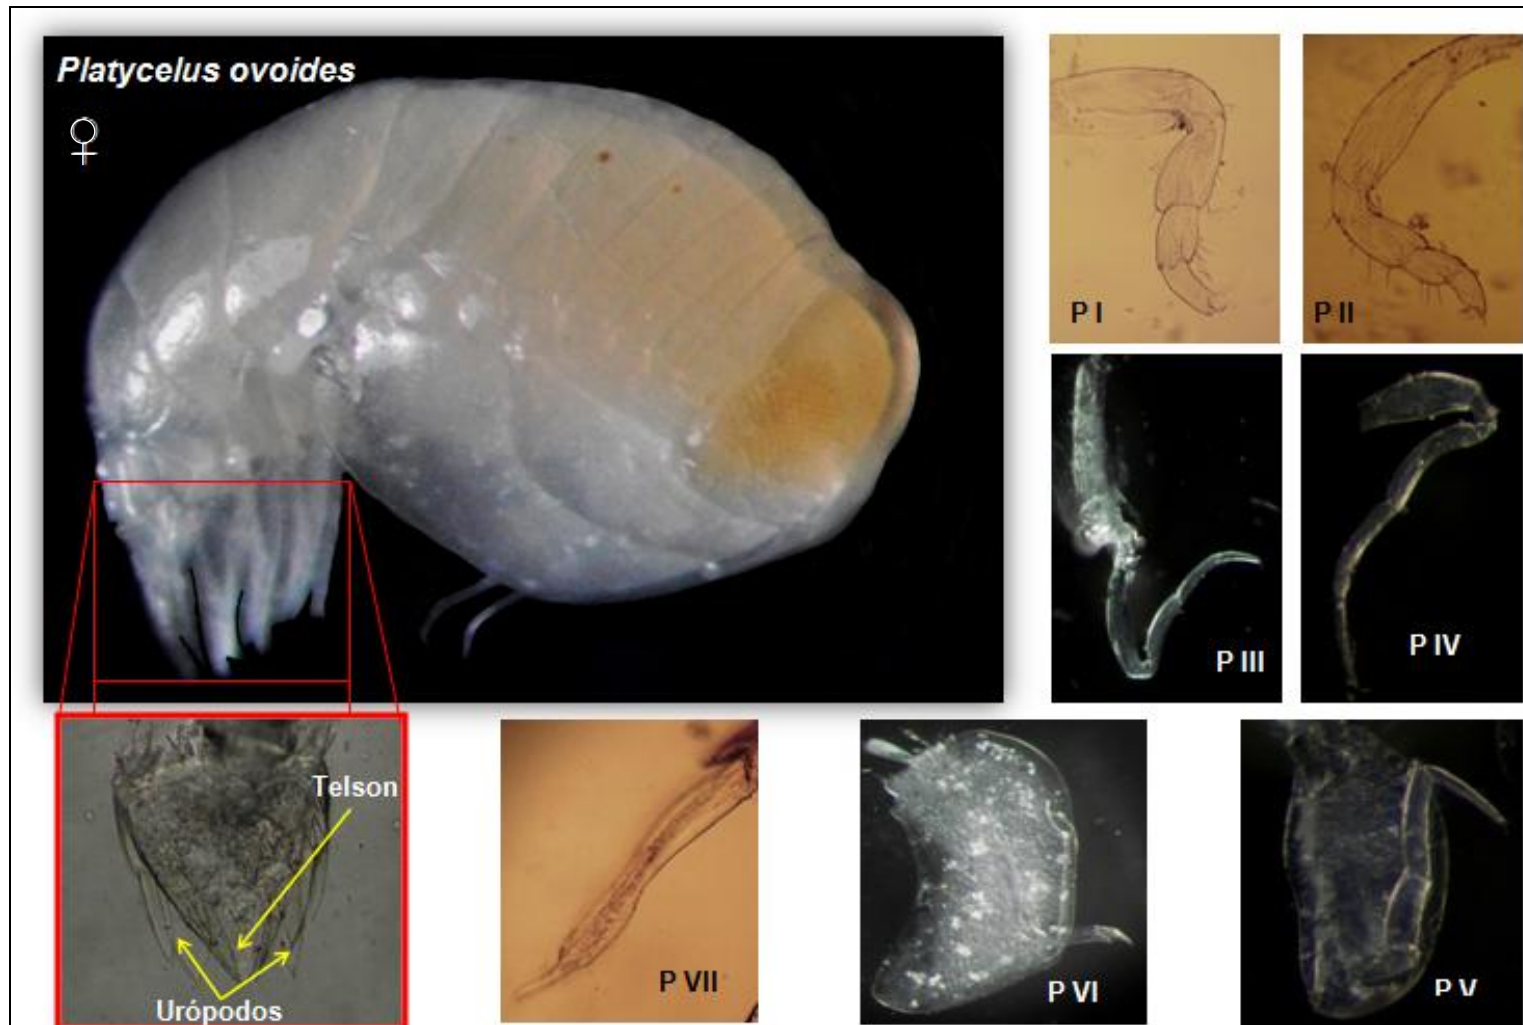 Platycelus ovoides
♀
P I
P II
P III
P IV
Telson
Urópodos
P VII
P VI
P V